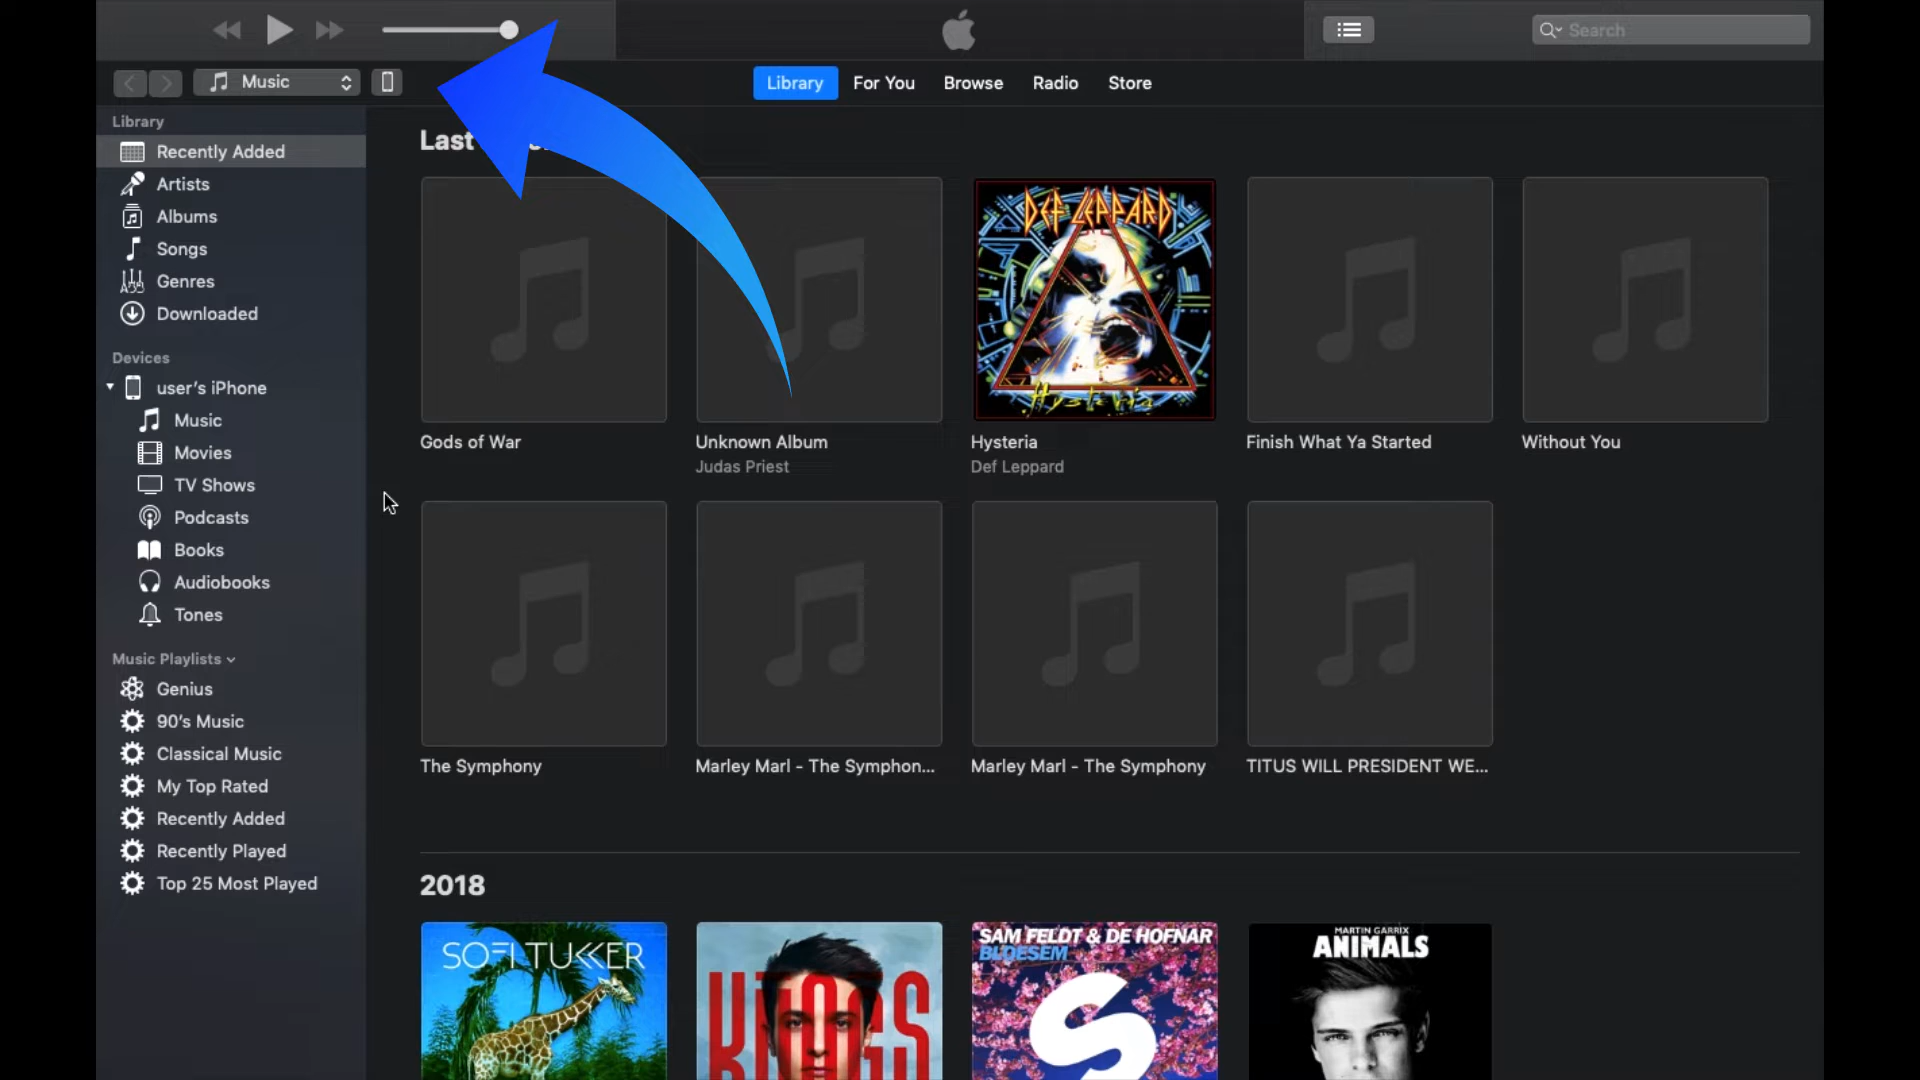 Search
Music
Library
For You
Browse
Radio
Store
Library
Recently Added
Artists
Albums
Songs
Genres
Downloaded
Devices
user's iPhone
Music
Movies
TV Shows
Podcasts
Books
Audiobooks
Tones
Music Playlists
Genius
90's Music
Classical Music
My Top Rated
Recently Added
Recently Played
Top 25 Most Played
Last
DEF LEPPARD
Hysteria
Gods of War
Unknown Album
Judas Priest
Hysteria
Def Leppard
Finish What Ya Started
Without You
The Symphony
Marley Marl - The Symphon...
Marley Marl - The Symphony
TITUS WILL PRESIDENT WE...
2018
SOFI TUKKER
KUNGS
SAM FELDT & DE HOFNAR
BLOESEM
MARTIN GARRIX
ANIMALS